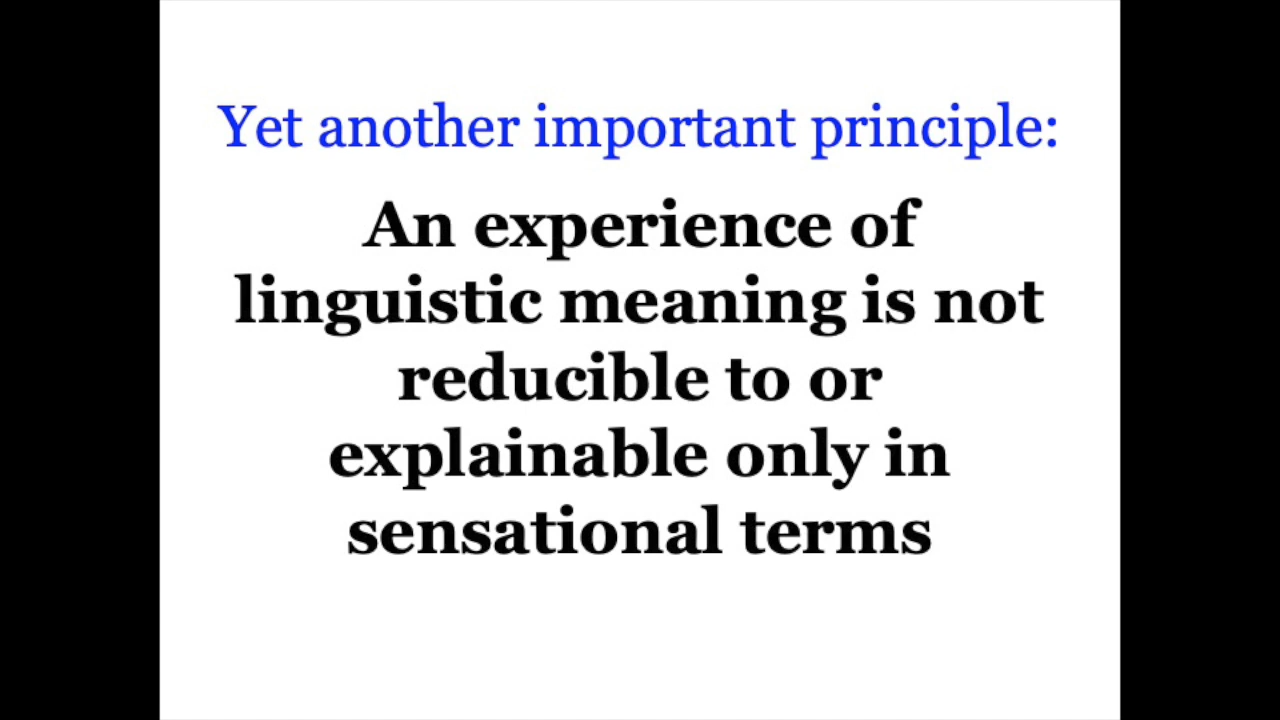 Yet another important principle:
An experience of
linguistic meaning is not
reducible to or
explainable only in
sensational terms